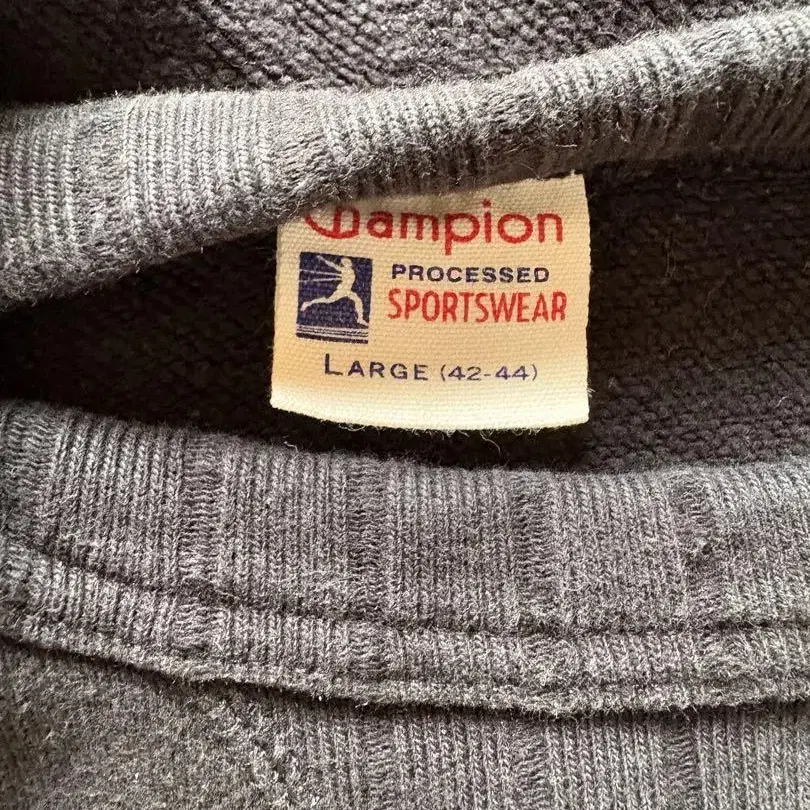 Champion
PROCESSED
SPORTSWEAR
LARGE (42-44)